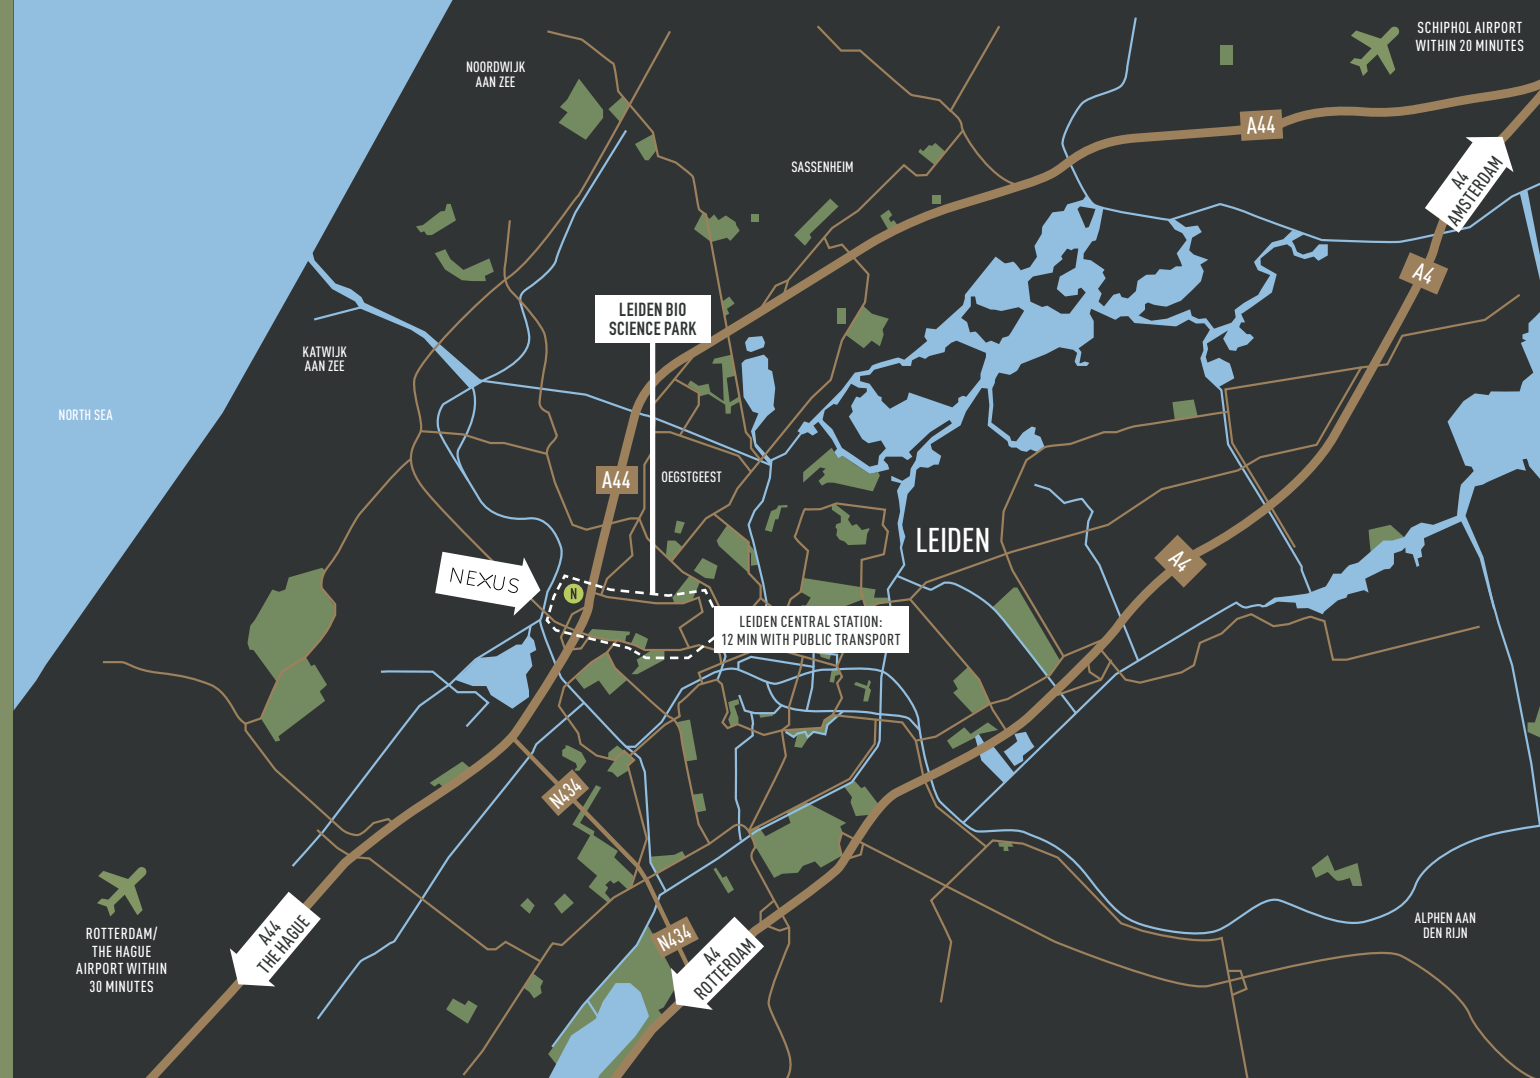 SCHIPHOL AIRPORT
WITHIN 20 MINUTES
NOORDWIJK
AAN ZEE
A44
SASSENHEIM
A4
AMSTERDAM
A4
LEIDEN BIO
SCIENCE PARK
KATWIJK
AAN ZEE
NORTH SEA
A44
OEGSTGEEST
LEIDEN
A4
NEXUS
N
LEIDEN CENTRAL STATION:
12 MIN WITH PUBLIC TRANSPORT
N434
N434
A44
THE HAGUE
A4
ROTTERDAM
ROTTERDAM/
THE HAGUE
AIRPORT WITHIN
30 MINUTES
ALPHEN AAN
DEN RIJN